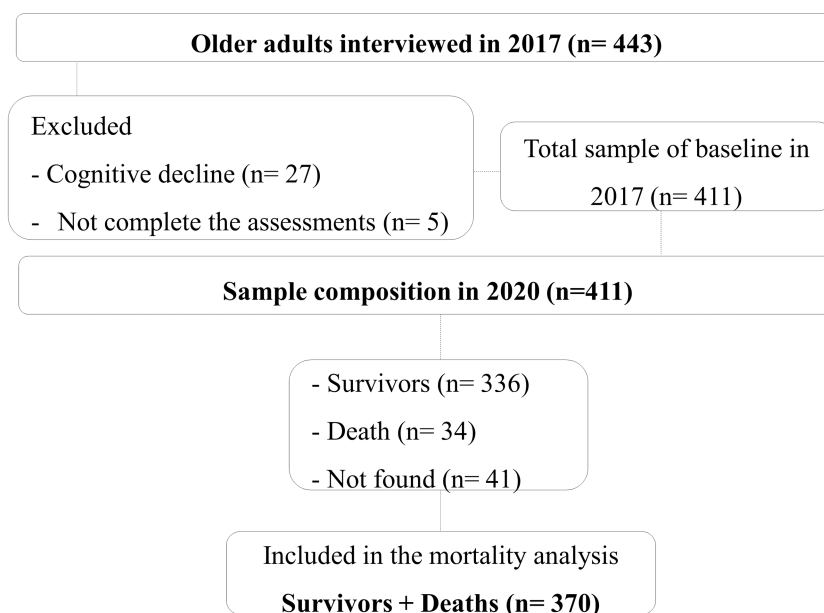 Older adults interviewed in 2017 (n= 443)
Excluded
- Cognitive decline (n= 27)
- Not complete the assessments (n= 5)
Total sample of baseline in
2017 (n= 411)
Sample composition in 2020 (n=411)
- Survivors (n= 336)
- Death (n= 34)
- Not found (n= 41)
Included in the mortality analysis
Survivors + Deaths (n= 370)